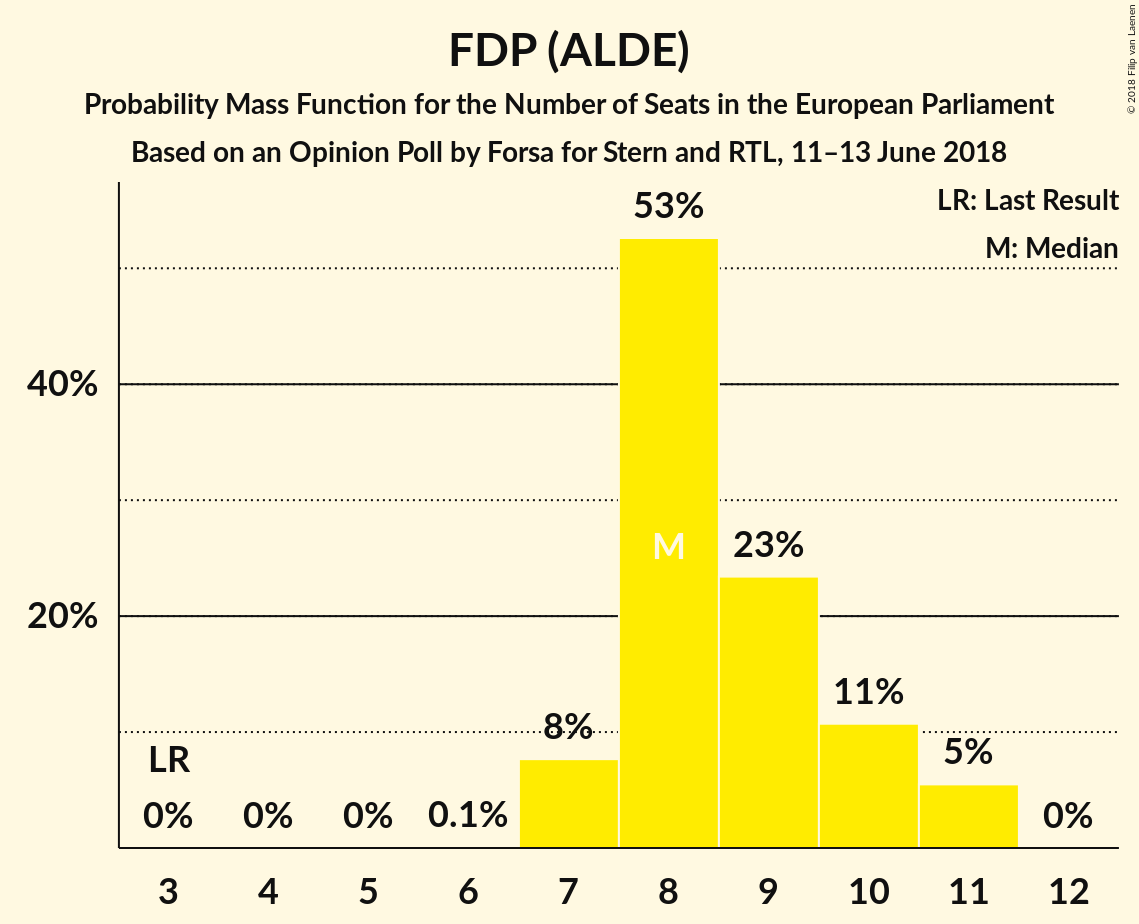 FDP (ALDE)
Probability Mass Function for the Number of Seats in the European Parliament
Based on an Opinion Poll by Forsa for Stern and RTL, 11–13 June 2018
© 2018 Filip van Laenen
LR: Last Result
M: Median
53%
40%
M
23%
20%
11%
8%
5%
LR
0%
0%
0%
0.1%
0%
3
4
5
6
7
8
9
10
11
12